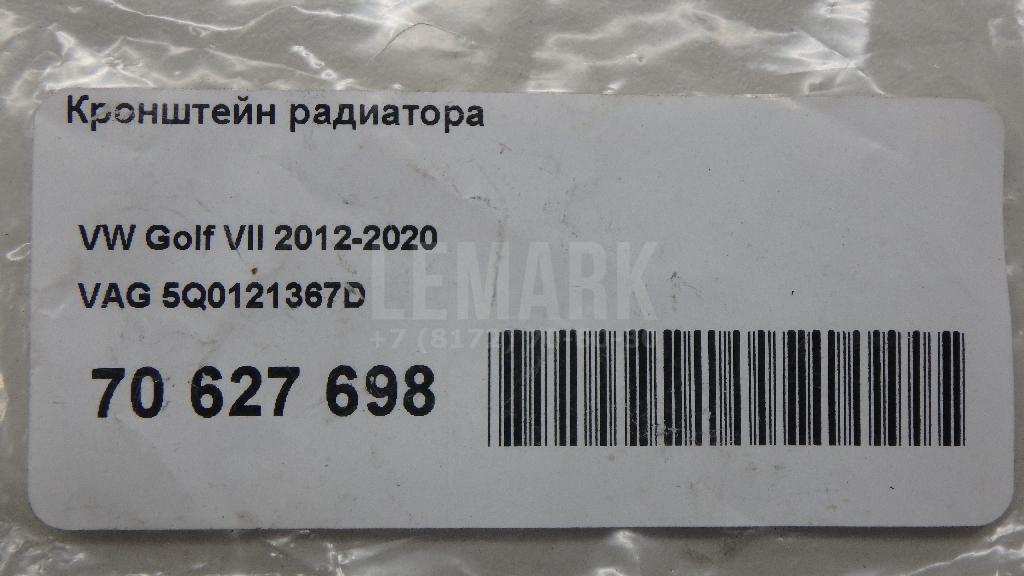 Кронштейн радиатора
VW Golf VII 2012-2020
LEMARK
VAG 5Q0121367D
70 627 698